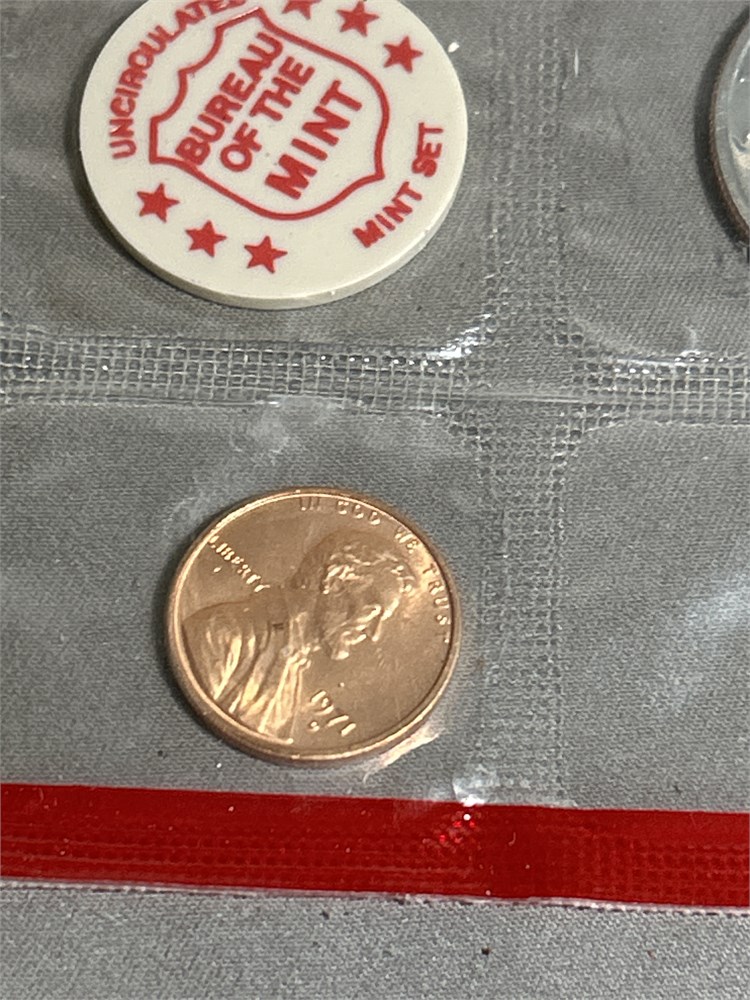 UNCIRCULATED
BUREAU
OF THE
MINT
MINT SET
IN GOD WE TRUST
LIBERTY
1971
D